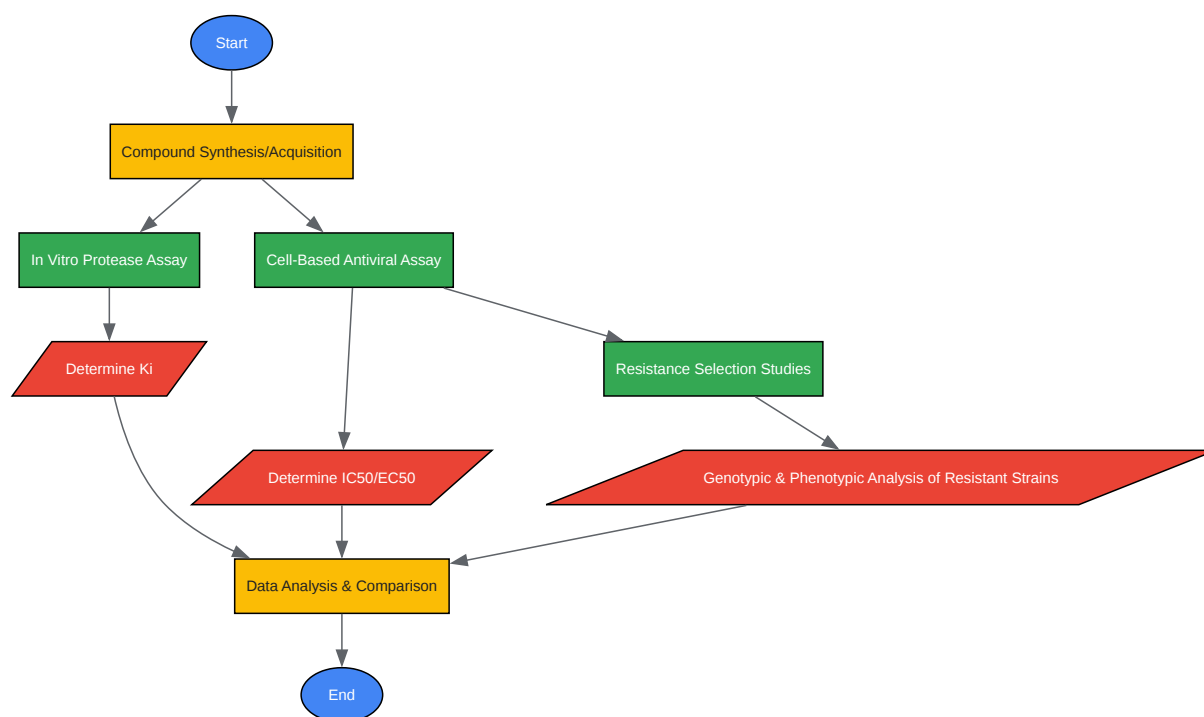 Start
Compound Synthesis/Acquisition
In Vitro Protease Assay
Cell-Based Antiviral Assay
Determine Ki
Resistance Selection Studies
Determine IC50/EC50
Genotypic & Phenotypic Analysis of Resistant Strains
Data Analysis & Comparison
End